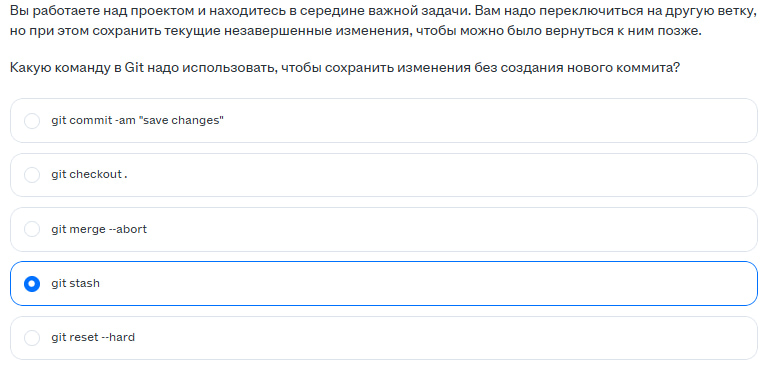 Вы работаете над проектом и находитесь в середине важной задачи. Вам надо переключиться на другую ветку,
но при этом сохранить текущие незавершенные изменения, чтобы можно было вернуться к ним позже.
Какую команду в Git надо использовать, чтобы сохранить изменения без создания нового коммита?
git commit -am "save changes"
git checkout .
git merge --abort
git stash
git reset --hard